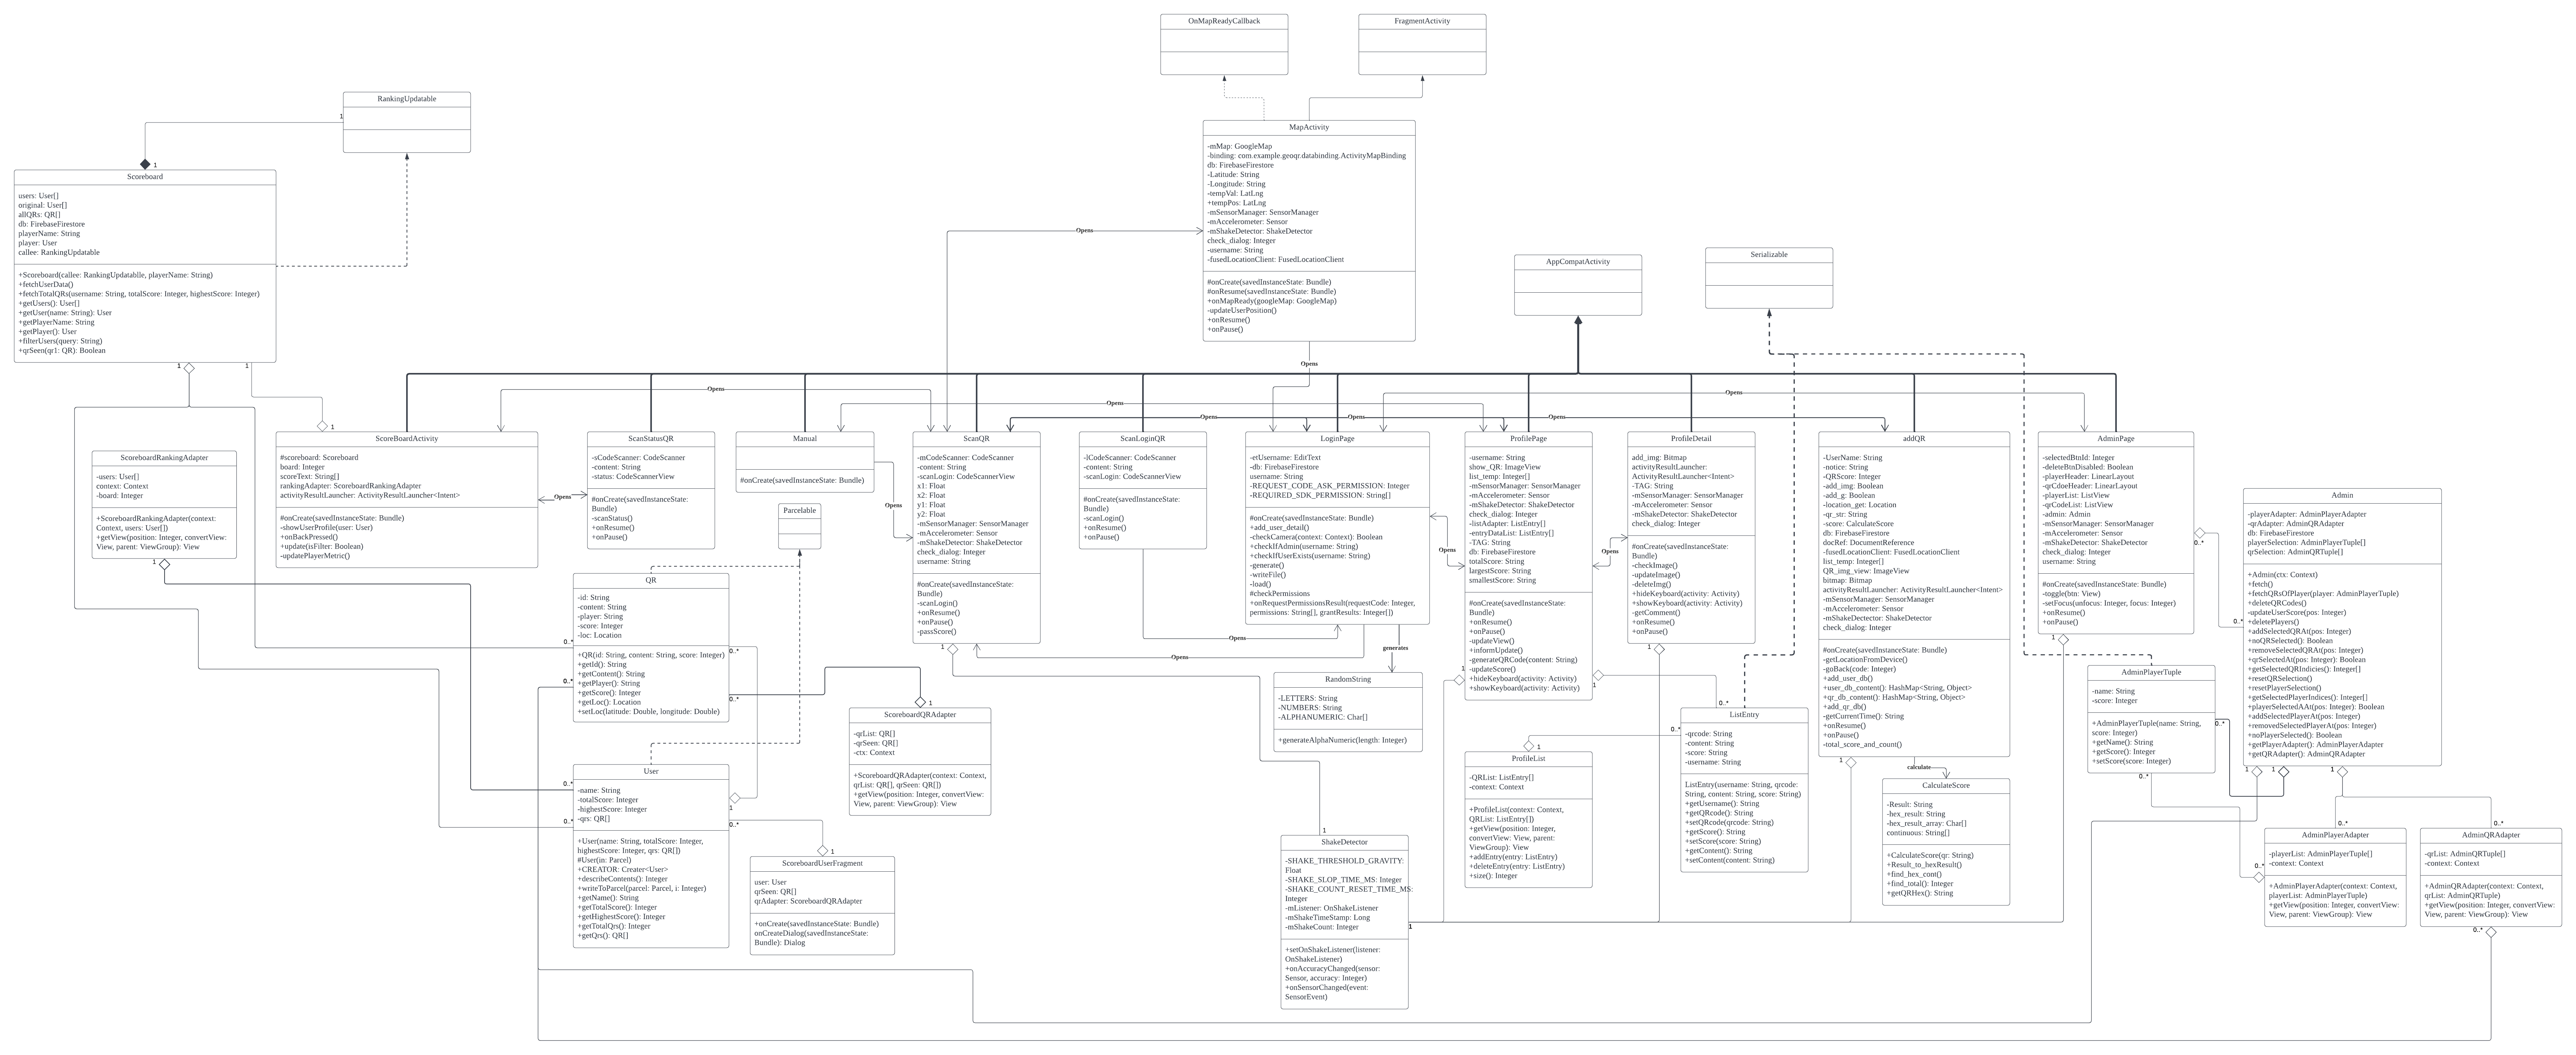 OnMapReadyCallback
FragmentActivity
RankingUpdatable
1
1
Scoreboard
users: User[]
original: User[]
allQRs: QR[]
db: FirebaseFirestore
playerName: String
player: User
callee: RankingUpdatable
+Scoreboard(callee: RankingUpdatablle, playerName: String)
+fetchUserData()
+fetchTotalQRs(username: String, totalScore: Integer, highestScore: Integer)
+getUsers(): User[]
+getUser(name: String): User
+getPlayerName: String
+getPlayer(): User
+filterUsers(query: String)
+qrSeen(qr1: QR): Boolean
1
1
MapActivity
-mMap: GoogleMap
-binding: com.example.geoqr.databinding.ActivityMapBinding
db: FirebaseFirestore
-Latitude: String
-Longitude: String
-tempVal: LatLng
+tempPos: LatLng
-mSensorManager: SensorManager
-mAccelerometer: Sensor
-mShakeDetector: ShakeDetector
check_dialog: Integer
-username: String
-fusedLocationClient: FusedLocationClient
#onCreate(savedInstanceState: Bundle)
#onResume(savedInstanceState: Bundle)
+onMapReady(googleMap: GoogleMap)
-updateUserPosition()
+onResume()
+onPause()
Opens
AppCompatActivity
Serializable
Opens
Opens
Opens
Opens
Opens
Opens
Opens
ScoreboardRankingAdapter
-users: User[]
context: Context
-board: Integer
+ScoreboardRankingAdapter(context:
Context, users: User[])
+getView(position: Integer, convertView:
View, parent: ViewGroup): View
1
1
ScoreBoardActivity
#scoreboard: Scoreboard
board: Integer
scoreText: String[]
rankingAdapter: ScoreboardRankingAdapter
activityResultLauncher: ActivityResultLauncher<Intent>
#onCreate(savedInstanceState: Bundle)
-showUserProfile(user: User)
+onBackPressed()
+update(isFilter: Boolean)
-updatePlayerMetric()
Opens
ScanStatusQR
-sCodeScanner: CodeScanner
-content: String
-status: CodeScannerView
#onCreate(savedInstanceState:
Bundle)
-scanStatus()
+onResume()
+onPause()
Manual
#onCreate(savedInstanceState: Bundle)
Opens
Parcelable
ScanQR
-mCodeScanner: CodeScanner
-content: String
-scanLogin: CodeScannerView
x1: Float
x2: Float
y1: Float
y2: Float
-mSensorManager: SensorManager
-mAccelerometer: Sensor
-mShakeDetector: ShakeDetector
check_dialog: Integer
username: String
#onCreate(savedInstanceState:
Bundle)
-scanLogin()
+onResume()
+onPause()
-passScore()
1
ScanLoginQR
-lCodeScanner: CodeScanner
-content: String
-scanLogin: CodeScannerView
#onCreate(savedInstanceState:
Bundle)
-scanLogin()
+onResume()
+onPause()
Opens
Opens
LoginPage
-etUsername: EditText
-db: FirebaseFirestore
username: String
-REQUEST_CODE_ASK_PERMISSION: Integer
-REQUIRED_SDK_PERMISSION: String[]
#onCreate(savedInstanceState: Bundle)
+add_user_detail()
-checkCamera(context: Context): Boolean
+checkIfAdmin(username: String)
+checkIfUserExists(username: String)
-generate()
-writeFile()
-load()
#checkPermissions
+onRequestPermissionsResult(requestCode: Integer,
permissions: String[], grantResults: Integer[])
Opens
generates
RandomString
-LETTERS: String
-NUMBERS: String
-ALPHANUMERIC: Char[]
+generateAlphaNumeric(length: Integer)
ProfilePage
-username: String
show_QR: ImageView
list_temp: Integer[]
-mSensorManager: SensorManager
-mAccelerometer: Sensor
-mShakeDetector: ShakeDetector
check_dialog: Integer
-listAdapter: ListEntry[]
-entryDataList: ListEntry[]
-TAG: String
db: FirebaseFirestore
totalScore: String
largestScore: String
smallestScore: String
#onCreate(savedInstanceState:
Bundle)
+onResume()
+onPause()
-updateView()
+informUpdate()
-generateQRCode(content: String)
-updateScore()
+hideKeyboard(activity: Activity)
+showKeyboard(activity: Activity)
1
1
Opens
ProfileDetail
add_img: Bitmap
activityResultLauncher:
ActivityResultLauncher<Intent>
-TAG: String
-mSensorManager: SensorManager
-mAccelerometer: Sensor
-mShakeDetector: ShakeDetector
check_dialog: Integer
#onCreate(savedInstanceState:
Bundle)
-checkImage()
-updateImage()
-deleteImg()
+hideKeyboard(activity: Activity)
+showKeyboard(activity: Activity)
-getComment()
+onResume()
+onPause()
1
0..*
0..*
ListEntry
-qrcode: String
-content: String
-score: String
-username: String
ListEntry(username: String, qrcode:
String, content: String, score: String)
+getUsername(): String
+getQRcode(): String
+setQRcode(qrcode: String)
+getScore(): String
+setScore(score: String)
+getContent(): String
+setContent(content: String)
1
ProfileList
-QRList: ListEntry[]
-context: Context
+ProfileList(context: Context,
QRList: ListEntry[])
+getView(position: Integer,
convertView: View, parent:
ViewGroup): View
+addEntry(entry: ListEntry)
+deleteEntry(entry: ListEntry)
+size(): Integer
addQR
-UserName: String
-notice: String
-QRScore: Integer
-add_img: Boolean
-add_g: Boolean
-location_get: Location
-qr_str: String
-score: CalculateScore
db: FirebaseFirestore
docRef: DocumentReference
-fusedLocationClient: FusedLocationClient
list_temp: Integer[]
QR_img_view: ImageView
bitmap: Bitmap
activityResultLauncher: ActivityResultLauncher<Intent>
-mSensorManager: SensorManager
-mAccelerometer: Sensor
-mShakeDectector: ShakeDetector
check_dialog: Integer
#onCreate(savedInstanceState: Bundle)
-getLocationFromDevice()
-goBack(code: Integer)
+add_user_db()
+user_db_content(): HashMap<String, Object>
+qr_db_content(): HashMap<String, Object>
+add_qr_db()
-getCurrentTime(): String
+onResume()
+onPause()
-total_score_and_count()
1
calculate
CalculateScore
-Result: String
-hex_result: String
-hex_result_array: Char[]
continuous: String[]
+CalculateScore(qr: String)
+Result_to_hexResult()
+find_hex_cont()
+find_total(): Integer
+getQRHex(): String
AdminPage
-selectedBtnId: Integer
-deleteBtnDisabled: Boolean
-playerHeader: LinearLayout
-qrCdoeHeader: LinearLayout
-playerList: ListView
-qrCodeList: ListView
-admin: Admin
-mSensorManager: SensorManager
-mAccelerometer: Sensor
-mShakeDetector: ShakeDetector
check_dialog: Integer
username: String
#onCreate(savedInstanceState: Bundle)
-toggle(btn: View)
-setFocus(unfocus: Integer, focus: Integer)
+onResume()
+onPause()
1
0..*
0..*
Admin
-playerAdapter: AdminPlayerAdapter
-qrAdapter: AdminQRAdapter
db: FirebaseFirestore
playerSelection: AdminPlayerTuple[]
qrSelection: AdminQRTuple[]
+Admin(ctx: Context)
+fetch()
+fetchQRsOfPlayer(player: AdminPlayerTuple)
+deleteQRCodes()
-updateUserScore(pos: Integer)
+deletePlayers()
+addSelectedQRAt(pos: Integer)
+noQRSelected(): Boolean
+removeSelectedQRAt(pos: Integer)
+qrSelectedAt(pos: Integer): Boolean
+getSelectedQRIndicies(): Integer[]
+resetQRSelection()
+resetPlayerSelection()
+getSelectedPlayerIndices(): Integer[]
+playerSelectedAAt(pos: Integer): Boolean
+addSelectedPlayerAt(pos: Integer)
+removedSelectedPlayerAt(pos: Integer)
+noPlayerSelected(): Boolean
+getPlayerAdapter(): AdminPlayerAdapter
+getQRAdapter(): AdminQRAdapter
1
1
1
AdminPlayerTuple
-name: String
-score: Integer
+AdminPlayerTuple(name: String,
score: Integer)
+getName(): String
+getScore(): Integer
+setScore(score: Integer)
0..*
0..*
0..*
0..*
AdminPlayerAdapter
-playerList: AdminPlayerTuple[]
-context: Context
+AdminPlayerAdapter(context: Context,
playerList: AdminPlayerTuple)
+getView(position: Integer, convertView:
View, parent: ViewGroup): View
0..*
AdminQRAdapter
-qrList: AdminQRTuple[]
-context: Context
+AdminQRAdapter(context: Context,
qrList: AdminQRTuple)
+getView(position: Integer, convertView:
View, parent: ViewGroup): View
0..*
QR
-id: String
-content: String
-player: String
-score: Integer
-loc: Location
+QR(id: String, content: String, score: Integer)
+getId(): String
+getContent(): String
+getPlayer(): String
+getScore(): Integer
+getLoc(): Location
+setLoc(latitude: Double, longitude: Double)
0..*
0..*
0..*
0..*
1
ScoreboardQRAdapter
-qrList: QR[]
-qrSeen: QR[]
-ctx: Context
+ScoreboardQRAdapter(context: Context,
qrList: QR[], qrSeen: QR[])
+getView(position: Integer, convertView:
View, parent: ViewGroup): View
User
-name: String
-totalScore: Integer
-highestScore: Integer
-qrs: QR[]
+User(name: String, totalScore: Integer,
highestScore: Integer, qrs: QR[])
#User(in: Parcel)
+CREATOR: Creater<User>
+describeContents(): Integer
+writeToParcel(parcel: Parcel, i: Integer)
+getName(): String
+getTotalScore(): Integer
+getHighestScore(): Integer
+getTotalQrs(): Integer
+getQrs(): QR[]
0..*
0..*
1
0..*
1
ScoreboardUserFragment
user: User
qrSeen: QR[]
qrAdapter: ScoreboardQRAdapter
+onCreate(savedInstanceState: Bundle)
onCreateDialog(savedInstanceState:
Bundle): Dialog
1
ShakeDetector
-SHAKE_THRESHOLD_GRAVITY:
Float
-SHAKE_SLOP_TIME_MS: Integer
-SHAKE_COUNT_RESET_TIME_MS:
Integer
-mListener: OnShakeListener
-mShakeTimeStamp: Long
-mShakeCount: Integer
+setOnShakeListener(listener:
OnShakeListener)
+onAccuracyChanged(sensor:
Sensor, accuracy: Integer)
+onSensorChanged(event:
SensorEvent)
1